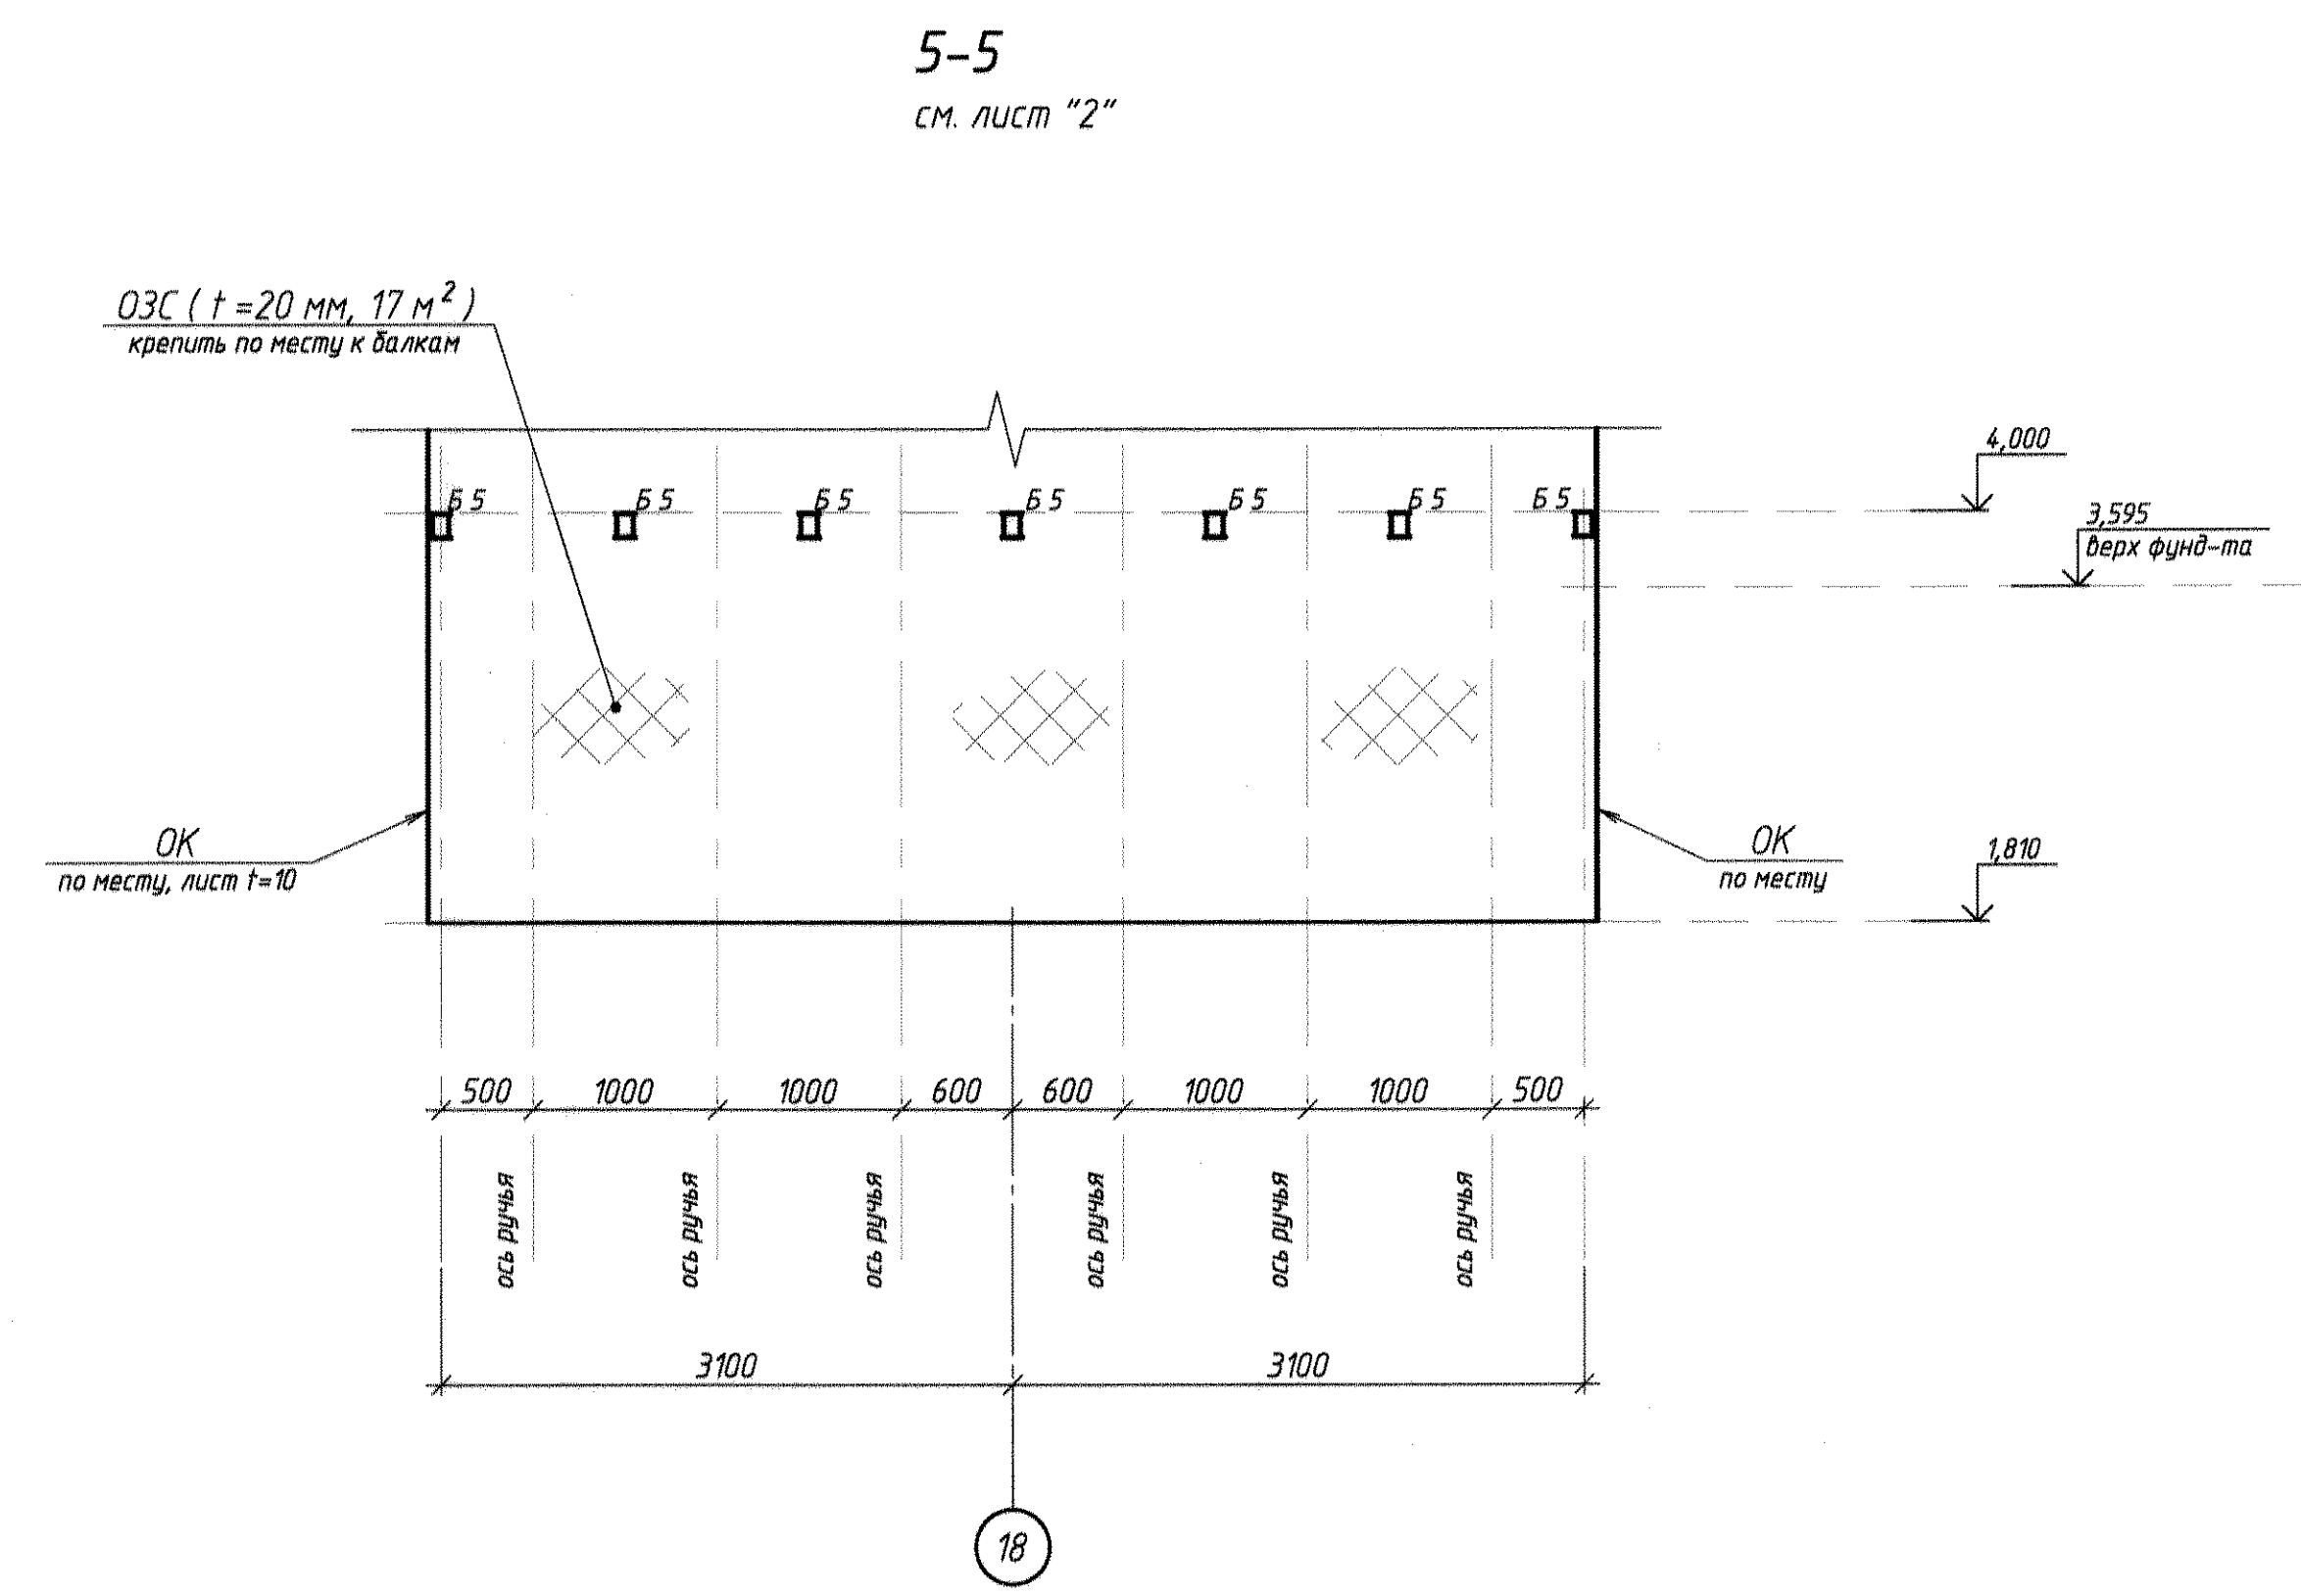 5-5
см. лист "2"
ОЗС ( t =20 мм, 17 м² )
крепить по месту к балкам
4,000
Б 5 Б 5 Б 5 Б 5 Б 5 Б 5 Б 5
3,595
верх фунд-та
ОК
по месту, лист t=10
ОК
по месту
1,810
500 1000 1000 600 600 1000 1000 500
ось ручья
ось ручья
ось ручья
ось ручья
ось ручья
ось ручья
3100 3100
18